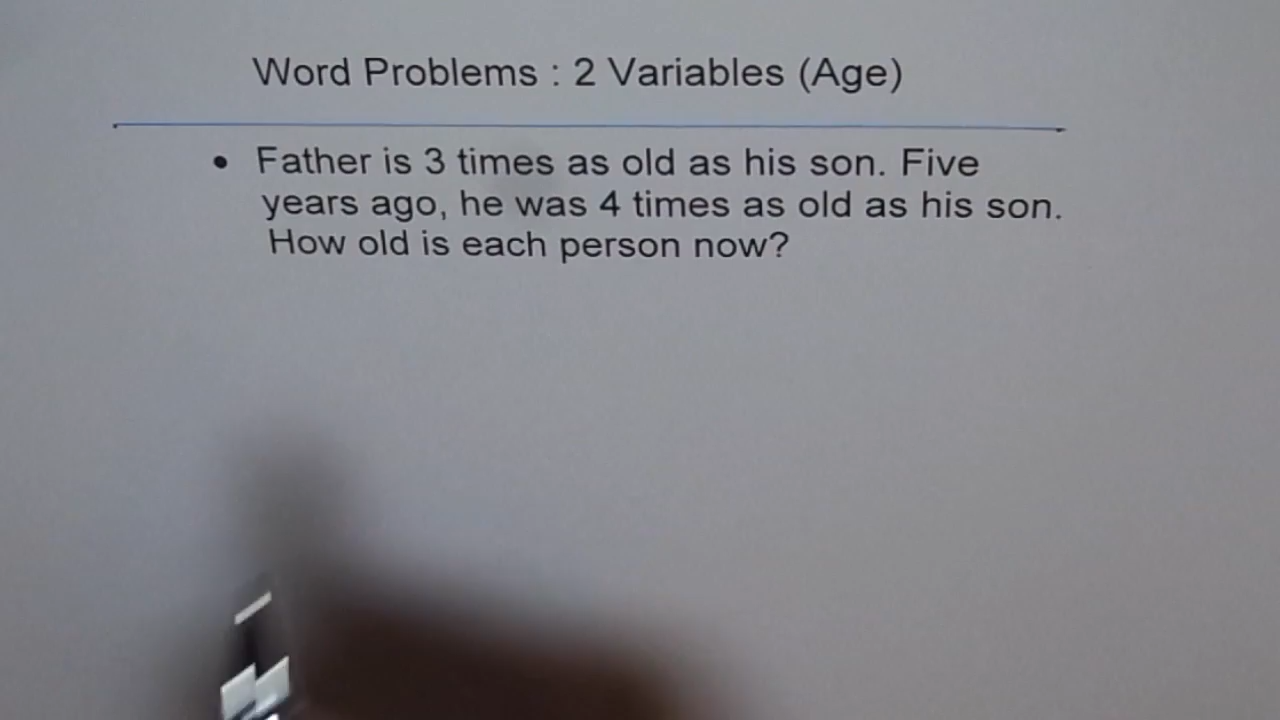 Word Problems : 2 Variables (Age)
• Father is 3 times as old as his son. Five
years ago, he was 4 times as old as his son.
How old is each person now?